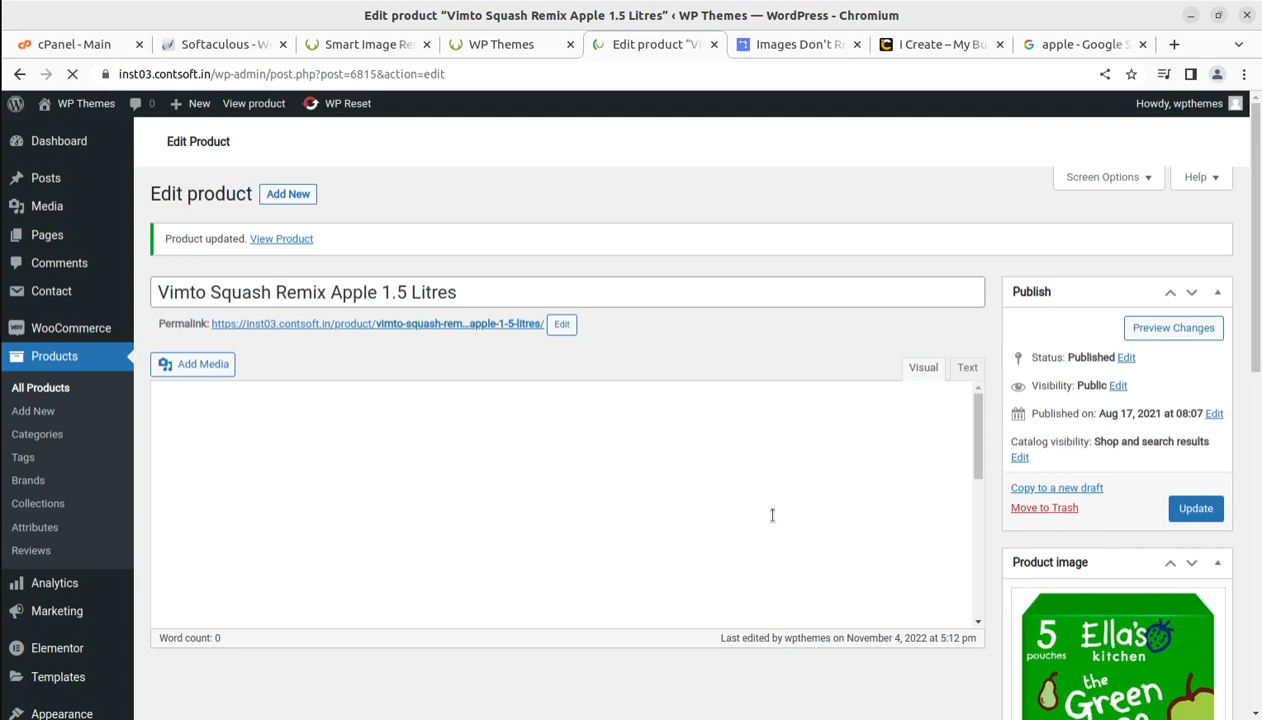 Edit product “Vimto Squash Remix Apple 1.5 Litres” ‹ WP Themes — WordPress - Chromium
cPanel - Main
Softaculous - W
Smart Image Re
WP Themes
Edit product “Vi
Images Don't R
I Create – My Bu
apple - Google S
inst03.contsoft.in/wp-admin/post.php?post=6815&action=edit
WP Themes
0
New
View product
WP Reset
Howdy, wpthemes
Dashboard
Posts
Media
Pages
Comments
Contact
WooCommerce
Products
All Products
Add New
Categories
Tags
Brands
Collections
Attributes
Reviews
Analytics
Marketing
Elementor
Templates
Appearance
Edit Product
Screen Options
Help
Edit product
Add New
Product updated. View Product
Vimto Squash Remix Apple 1.5 Litres
Permalink: https://inst03.contsoft.in/product/vimto-squash-rem…apple-1-5-litres/ Edit
Add Media
Visual
Text
Word count: 0
Last edited by wpthemes on November 4, 2022 at 5:12 pm
Publish
Preview Changes
Status: Published Edit
Visibility: Public Edit
Published on: Aug 17, 2021 at 08:07 Edit
Catalog visibility: Shop and search results
Edit
Copy to a new draft
Move to Trash
Update
Product image
5
pouches
Ella's
kitchen
the
Green